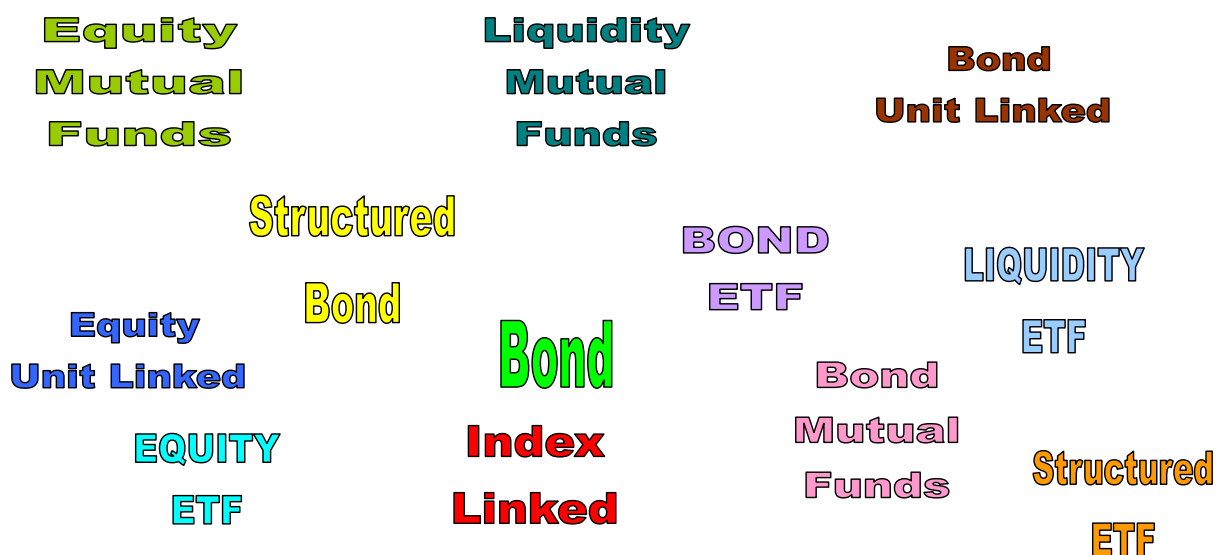 Equity
Mutual
Funds
Liquidity
Mutual
Funds
Bond
Unit Linked
Structured
Bond
BOND
ETF
LIQUIDITY
ETF
Equity
Unit Linked
Bond
Bond
Mutual
Funds
EQUITY
ETF
Index
Linked
Structured
ETF